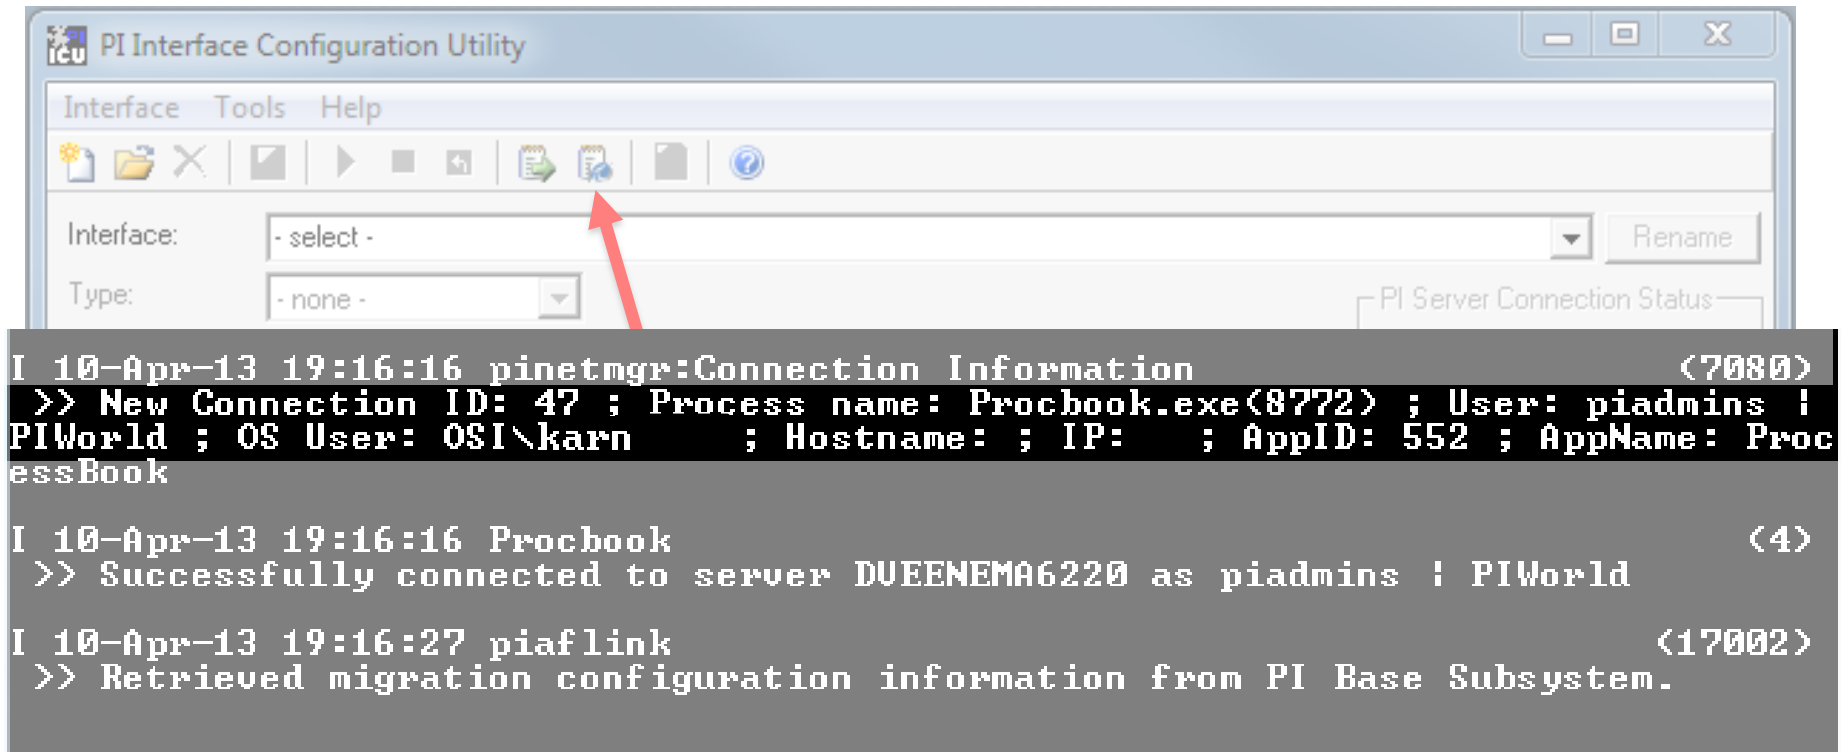 PI ICU PI Interface Configuration Utility
Interface Tools Help
Interface: - select - Rename
Type: - none - PI Server Connection Status
I 10-Apr-13 19:16:16 pinetmgr:Connection Information (7080)
>> New Connection ID: 47 ; Process name: Procbook.exe(8772) ; User: piadmins |
PIWorld ; OS User: OSI\karn ; Hostname: ; IP: ; AppID: 552 ; AppName: Proc
essBook
I 10-Apr-13 19:16:16 Procbook (4)
>> Successfully connected to server DVEENEMA6220 as piadmins | PIWorld
I 10-Apr-13 19:16:27 piaflink (17002)
>> Retrieved migration configuration information from PI Base Subsystem.